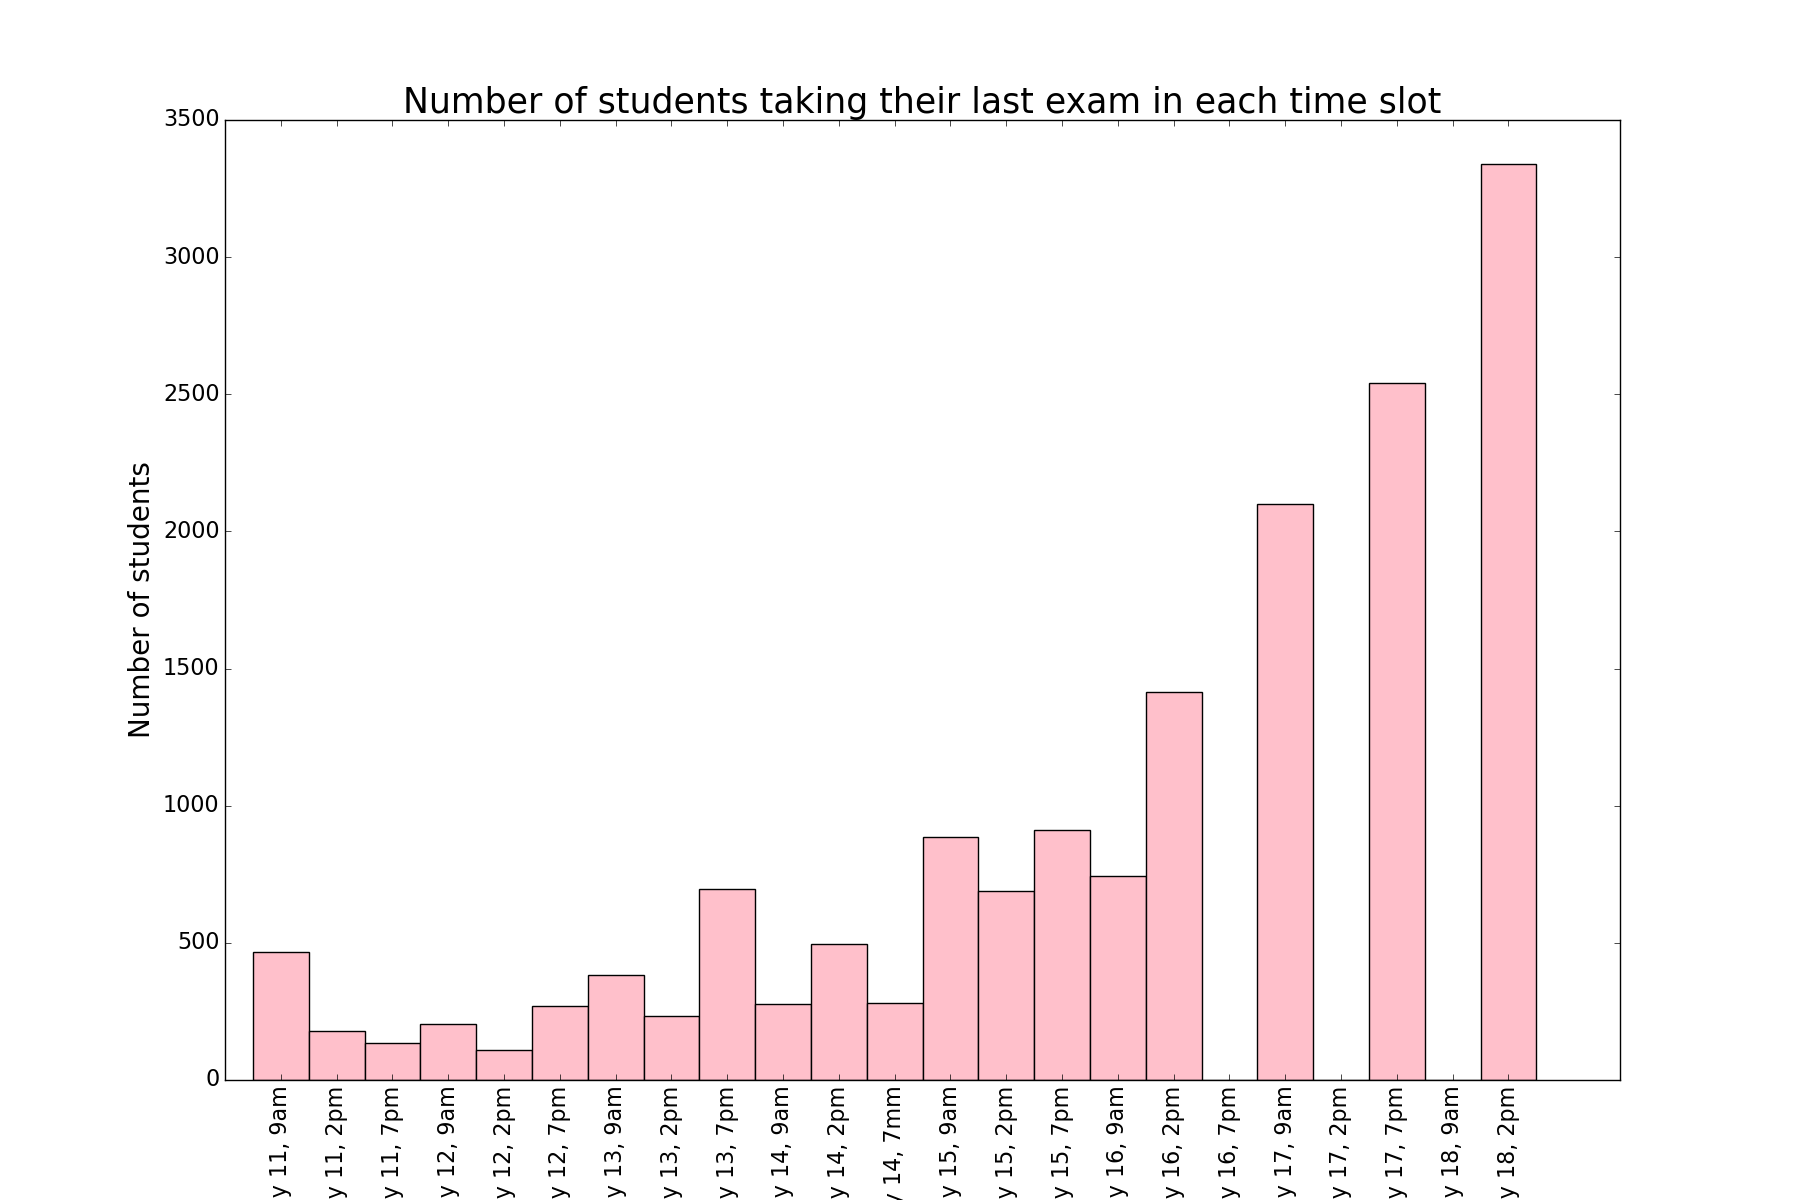 Number of students taking their last exam in each time slot
3500
3000
2500
2000
1500
1000
500
0
Number of students
y 11, 9am
y 11, 2pm
y 11, 7pm
y 12, 9am
y 12, 2pm
y 12, 7pm
y 13, 9am
y 13, 2pm
y 13, 7pm
y 14, 9am
y 14, 2pm
y 14, 7mm
y 15, 9am
y 15, 2pm
y 15, 7pm
y 16, 9am
y 16, 2pm
y 16, 7pm
y 17, 9am
y 17, 2pm
y 17, 7pm
y 18, 9am
y 18, 2pm